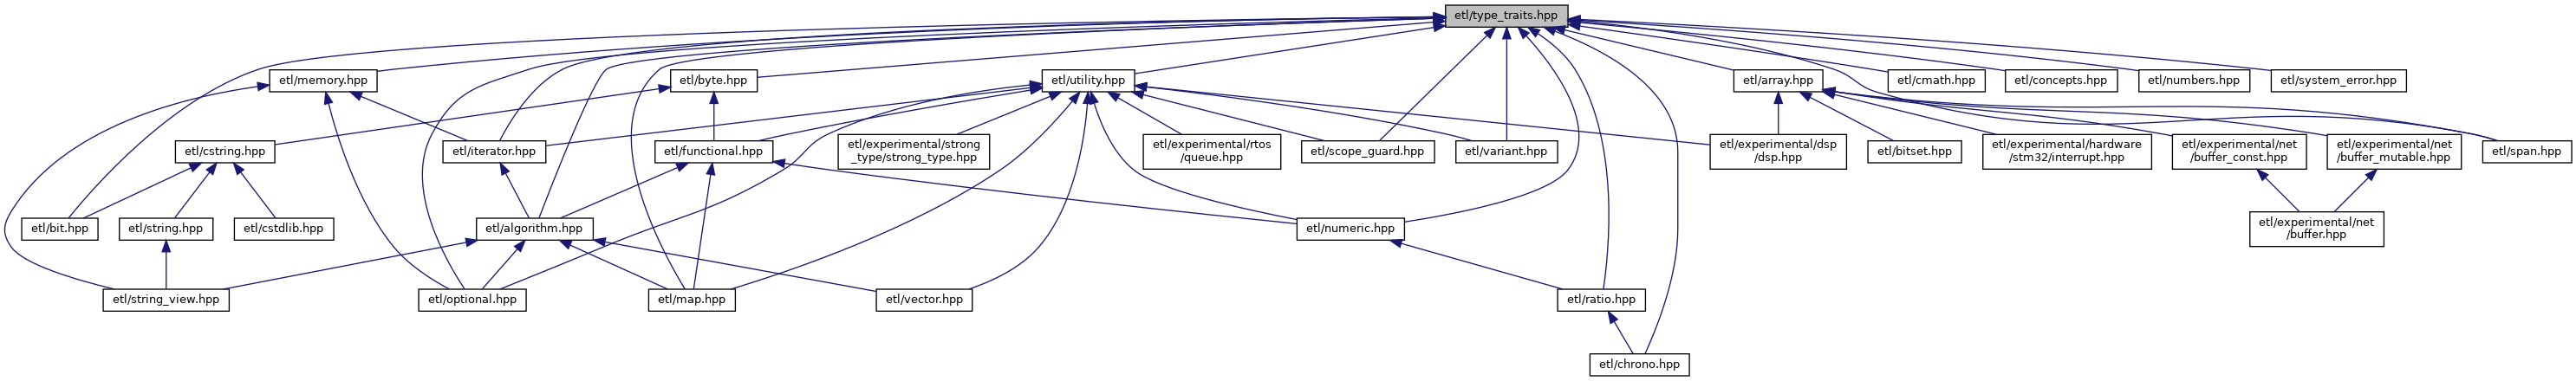 etl/type_traits.hpp
etl/memory.hpp
etl/byte.hpp
etl/utility.hpp
etl/array.hpp
etl/cmath.hpp
etl/concepts.hpp
etl/numbers.hpp
etl/system_error.hpp
etl/cstring.hpp
etl/iterator.hpp
etl/functional.hpp
etl/experimental/strong
_type/strong_type.hpp
etl/experimental/rtos
/queue.hpp
etl/scope_guard.hpp
etl/variant.hpp
etl/experimental/dsp
/dsp.hpp
etl/bitset.hpp
etl/experimental/hardware
/stm32/interrupt.hpp
etl/experimental/net
/buffer_const.hpp
etl/experimental/net
/buffer_mutable.hpp
etl/span.hpp
etl/bit.hpp
etl/string.hpp
etl/cstdlib.hpp
etl/algorithm.hpp
etl/numeric.hpp
etl/experimental/net
/buffer.hpp
etl/string_view.hpp
etl/optional.hpp
etl/map.hpp
etl/vector.hpp
etl/ratio.hpp
etl/chrono.hpp